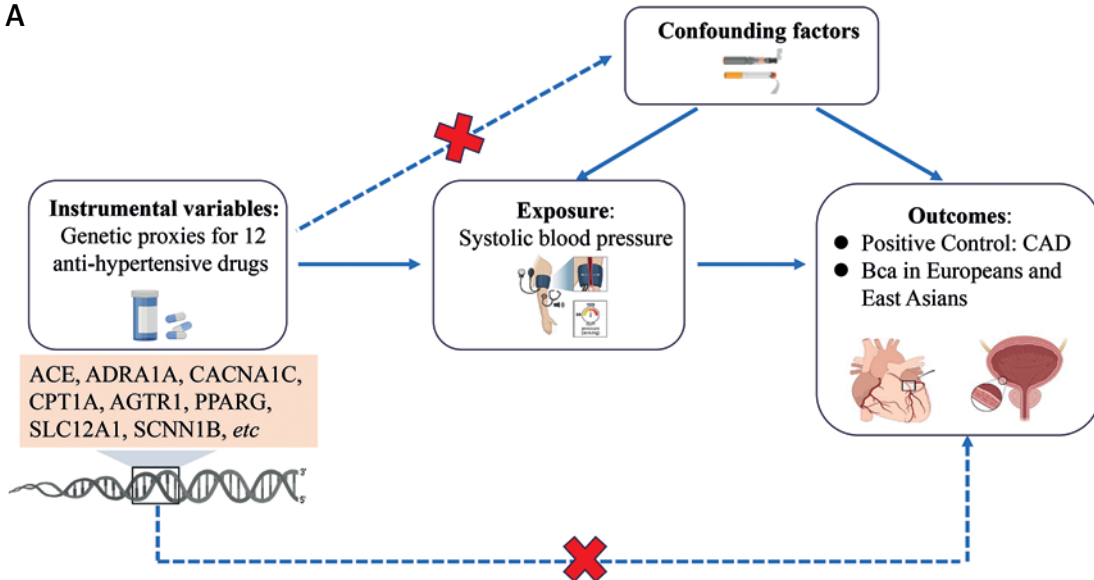 A
Confounding factors
Instrumental variables:
Genetic proxies for 12
anti-hypertensive drugs
Exposure:
Systolic blood pressure
Outcomes:
● Positive Control: CAD
● Bca in Europeans and
East Asians
ACE, ADRA1A, CACNA1C,
CPT1A, AGTR1, PPARG,
SLC12A1, SCNN1B, etc
3'
5'